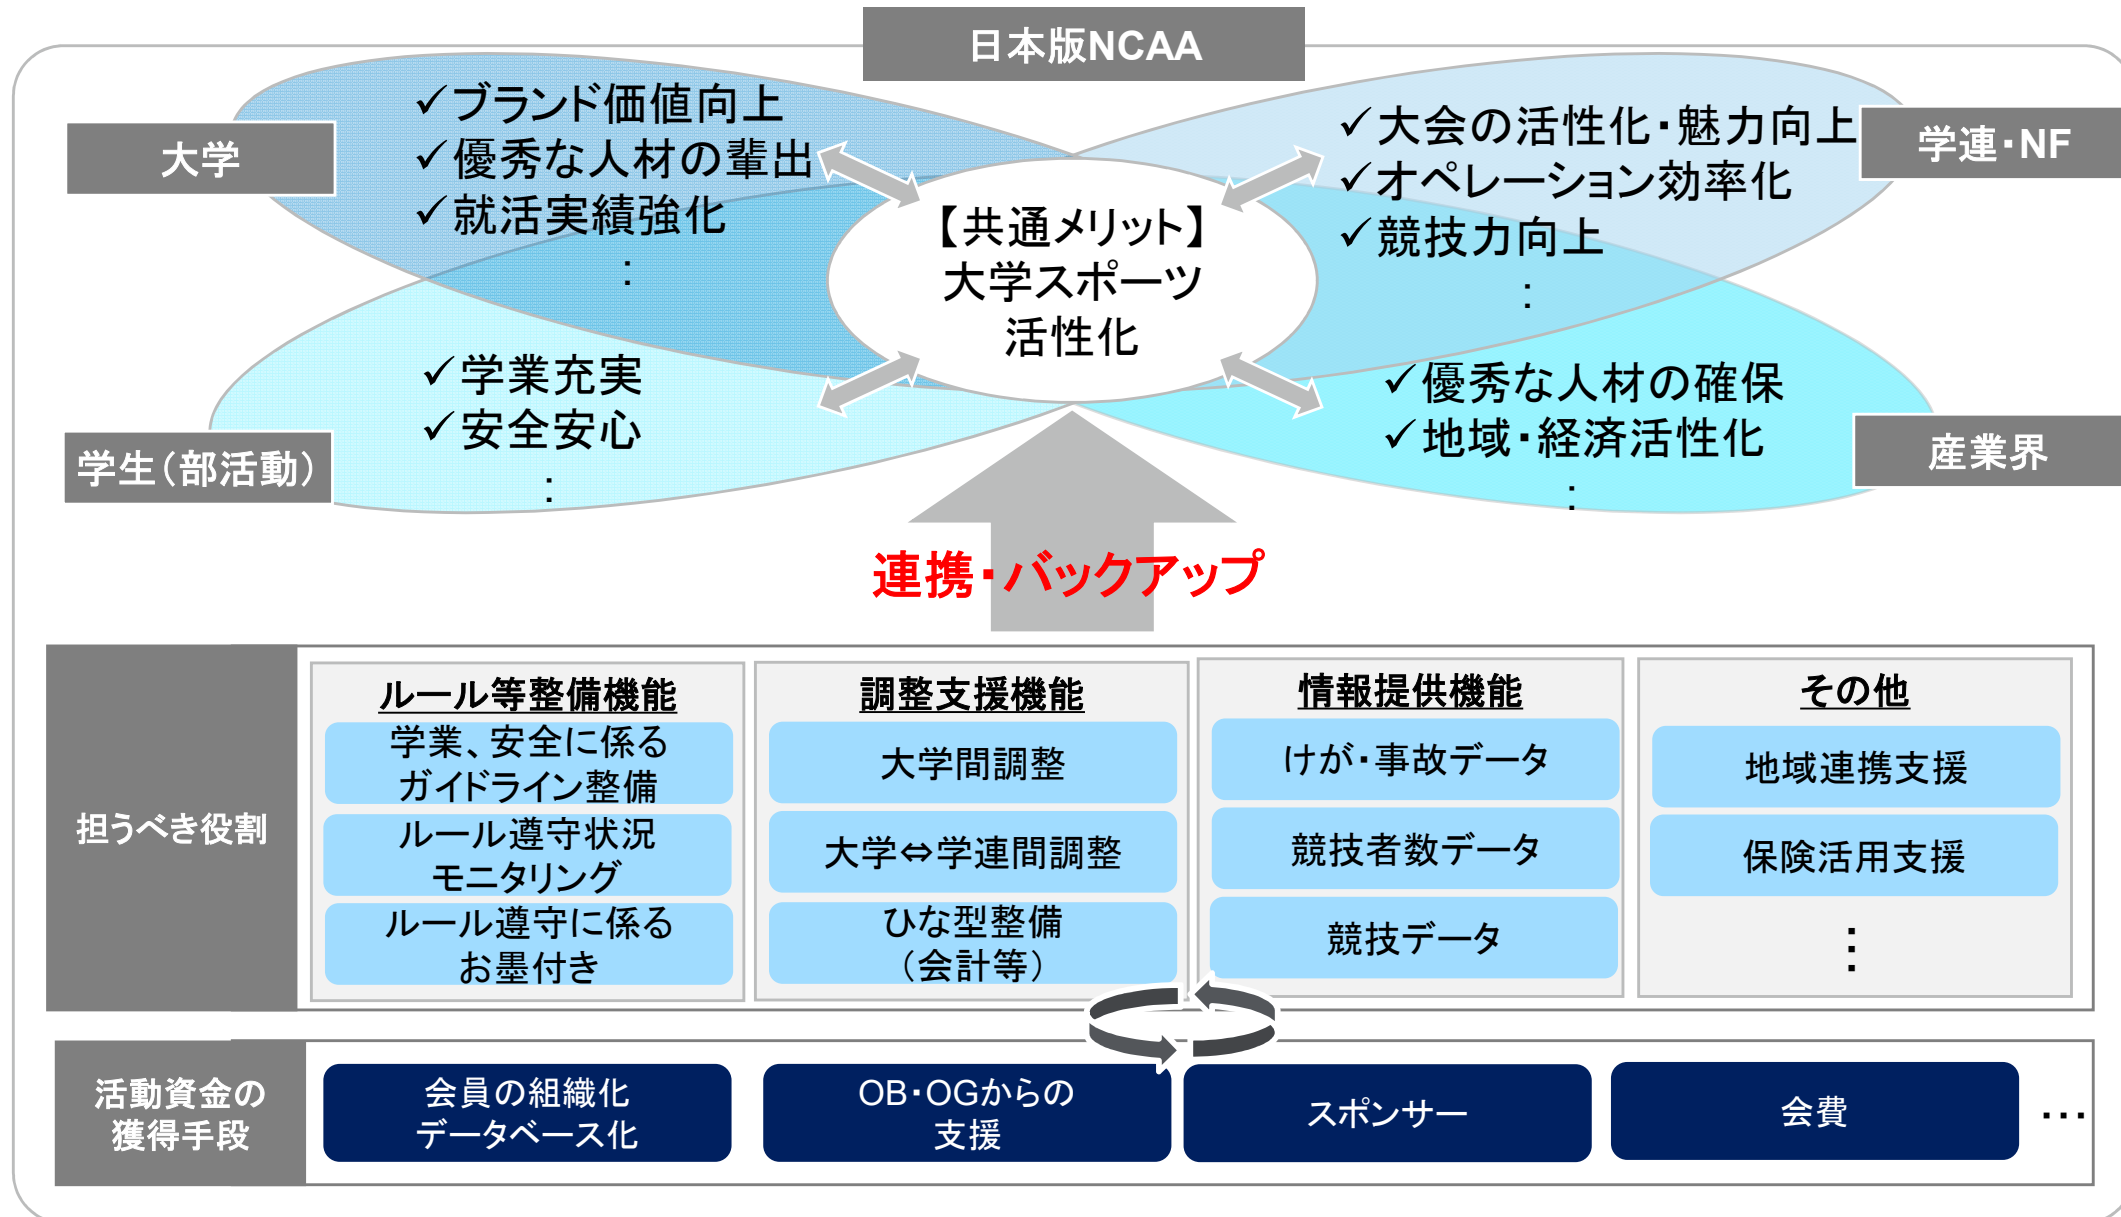 日本版NCAA
大学
✓ブランド価値向上
✓優秀な人材の輩出
✓就活実績強化
：
学連・NF
✓大会の活性化・魅力向上
✓オペレーション効率化
✓競技力向上
：
【共通メリット】
大学スポーツ
活性化
学生（部活動）
✓学業充実
✓安全安心
：
産業界
✓優秀な人材の確保
✓地域・経済活性化
：
連携・バックアップ
担うべき役割
ルール等整備機能
学業、安全に係る
ガイドライン整備
ルール遵守状況
モニタリング
ルール遵守に係る
お墨付き
調整支援機能
大学間調整
大学⇔学連間調整
ひな型整備
（会計等）
情報提供機能
けが・事故データ
競技者数データ
競技データ
その他
地域連携支援
保険活用支援
⋮
活動資金の
獲得手段
会員の組織化
データベース化
OB・OGからの
支援
スポンサー
会費
…